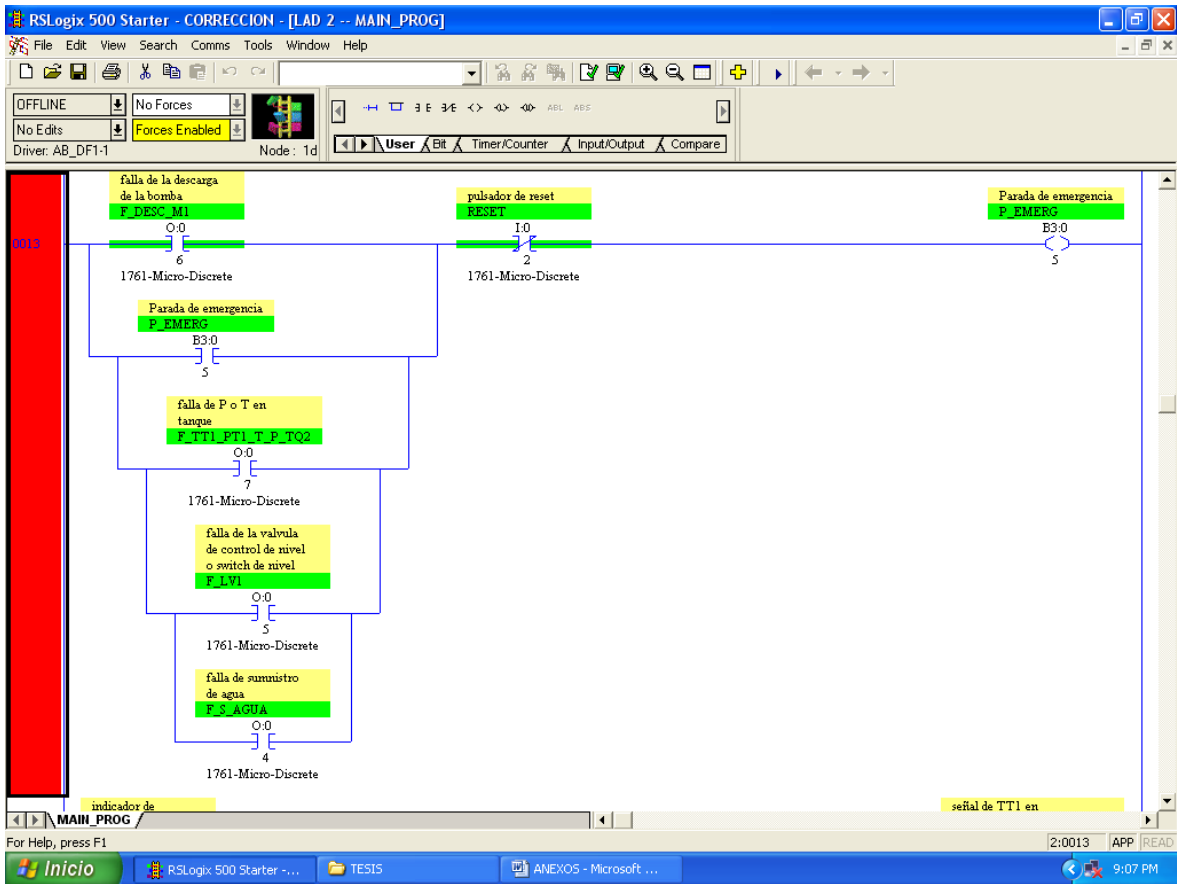 RSLogix 500 Starter - CORRECCION - [LAD 2 -- MAIN_PROG]
File Edit View Search Comms Tools Window Help
OFFLINE
No Forces
No Edits
Forces Enabled
Driver: AB_DF1-1
Node : 1d
ABL ABS
User Bit Timer/Counter Input/Output Compare
0013
falla de la descarga
de la bomba
F_DESC_M1
O:0
6
1761-Micro-Discrete
pulsador de reset
RESET
I:0
2
1761-Micro-Discrete
Parada de emergencia
P_EMERG
B3:0
5
Parada de emergencia
P_EMERG
B3:0
5
falla de P o T en
tanque
F_TT1_PT1_T_P_TQ2
O:0
7
1761-Micro-Discrete
falla de la valvula
de control de nivel
o switch de nivel
F_LV1
O:0
5
1761-Micro-Discrete
falla de sumnistro
de agua
F_S_AGUA
O:0
4
1761-Micro-Discrete
indicador de
señal de TT1 en
MAIN_PROG
For Help, press F1
2:0013 APP READ
Inicio
RSLogix 500 Starter -...
TESIS
ANEXOS - Microsoft ...
9:07 PM